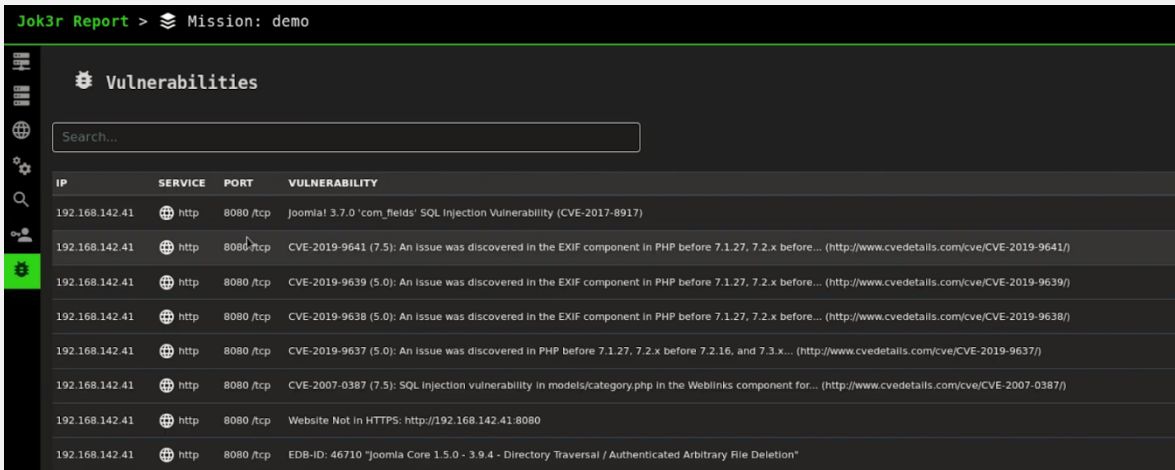 Jok3r Report > Mission: demo
Vulnerabilities
Search...
IP SERVICE PORT VULNERABILITY
192.168.142.41 http 8080 /tcp Joomla! 3.7.0 'com_fields' SQL Injection Vulnerability (CVE-2017-8917)
192.168.142.41 http 8080 /tcp CVE-2019-9641 (7.5): An issue was discovered in the EXIF component in PHP before 7.1.27, 7.2.x before... (http://www.cvedetails.com/cve/CVE-2019-9641/)
192.168.142.41 http 8080 /tcp CVE-2019-9639 (5.0): An issue was discovered in the EXIF component in PHP before 7.1.27, 7.2.x before... (http://www.cvedetails.com/cve/CVE-2019-9639/)
192.168.142.41 http 8080 /tcp CVE-2019-9638 (5.0): An issue was discovered in the EXIF component in PHP before 7.1.27, 7.2.x before... (http://www.cvedetails.com/cve/CVE-2019-9638/)
192.168.142.41 http 8080 /tcp CVE-2019-9637 (5.0): An issue was discovered in PHP before 7.1.27, 7.2.x before 7.2.16, and 7.3.x... (http://www.cvedetails.com/cve/CVE-2019-9637/)
192.168.142.41 http 8080 /tcp CVE-2007-0387 (7.5): SQL injection vulnerability in models/category.php in the Weblinks component for... (http://www.cvedetails.com/cve/CVE-2007-0387/)
192.168.142.41 http 8080 /tcp Website Not in HTTPS: http://192.168.142.41:8080
192.168.142.41 http 8080 /tcp EDB-ID: 46710 "Joomla Core 1.5.0 - 3.9.4 - Directory Traversal / Authenticated Arbitrary File Deletion"